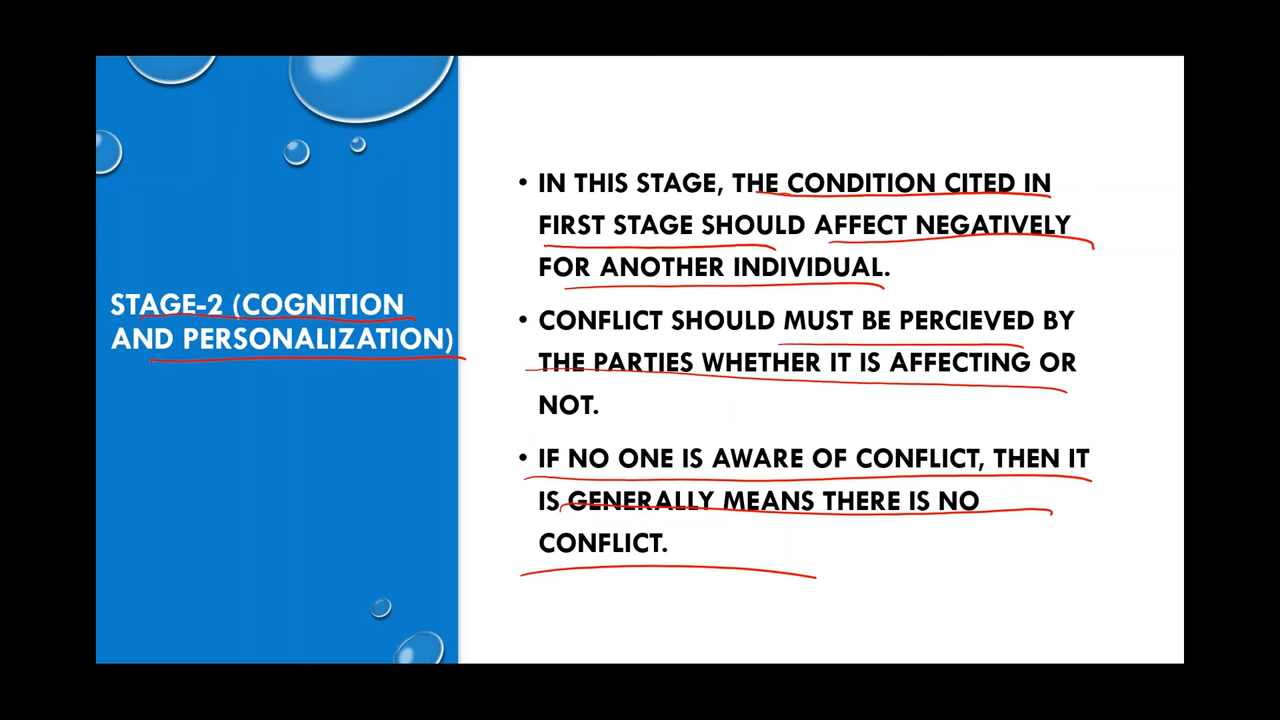 STAGE-2 (COGNITION
AND PERSONALIZATION)
• IN THIS STAGE, THE CONDITION CITED IN
FIRST STAGE SHOULD AFFECT NEGATIVELY
FOR ANOTHER INDIVIDUAL.
• CONFLICT SHOULD MUST BE PERCIEVED BY
THE PARTIES WHETHER IT IS AFFECTING OR
NOT.
• IF NO ONE IS AWARE OF CONFLICT, THEN IT
IS GENERALLY MEANS THERE IS NO
CONFLICT.